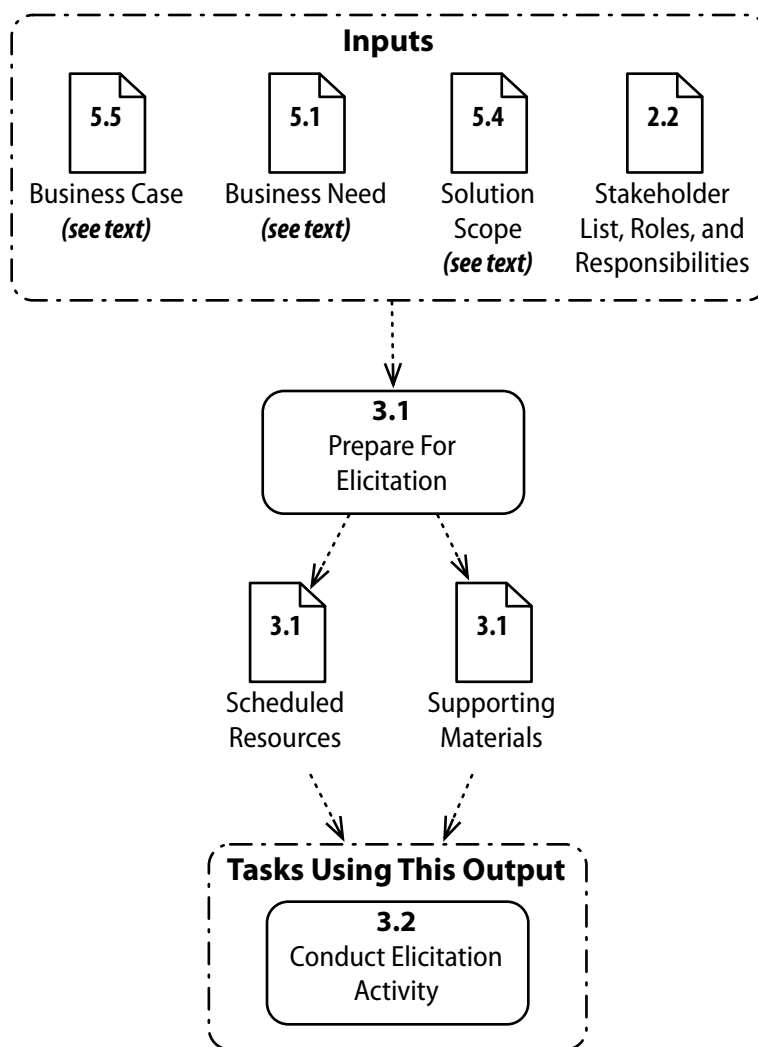 Inputs
5.5
Business Case
(see text)
5.1
Business Need
(see text)
5.4
Solution
Scope
(see text)
2.2
Stakeholder
List, Roles, and
Responsibilities
3.1
Prepare For
Elicitation
3.1
Scheduled
Resources
3.1
Supporting
Materials
Tasks Using This Output
3.2
Conduct Elicitation
Activity